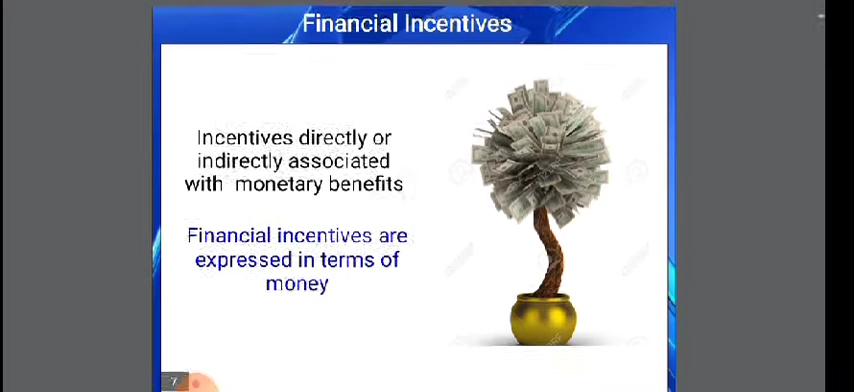 Financial Incentives
Incentives directly or
indirectly associated
with monetary benefits
Financial incentives are
expressed in terms of
money
7